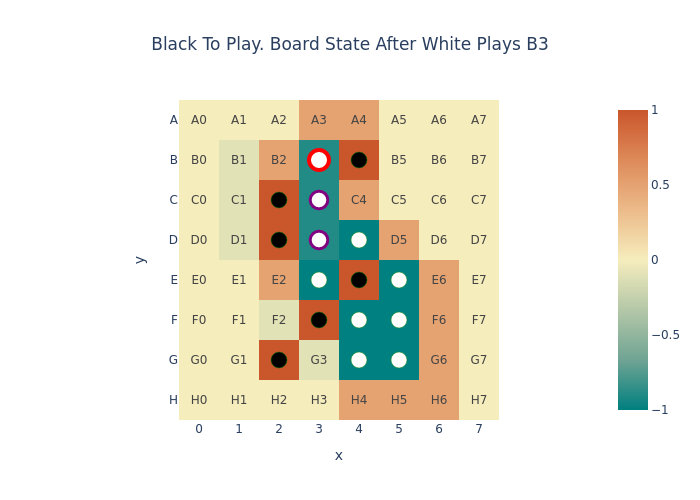 Black To Play. Board State After White Plays B3
A A0 A1 A2 A3 A4 A5 A6 A7
B B0 B1 B2 B5 B6 B7
C C0 C1 C4 C5 C6 C7
D D0 D1 D5 D6 D7
E E0 E1 E2 E6 E7
F F0 F1 F2 F6 F7
G G0 G1 G3 G6 G7
H H0 H1 H2 H3 H4 H5 H6 H7
0 1 2 3 4 5 6 7
x
y
1
0.5
0
−0.5
−1